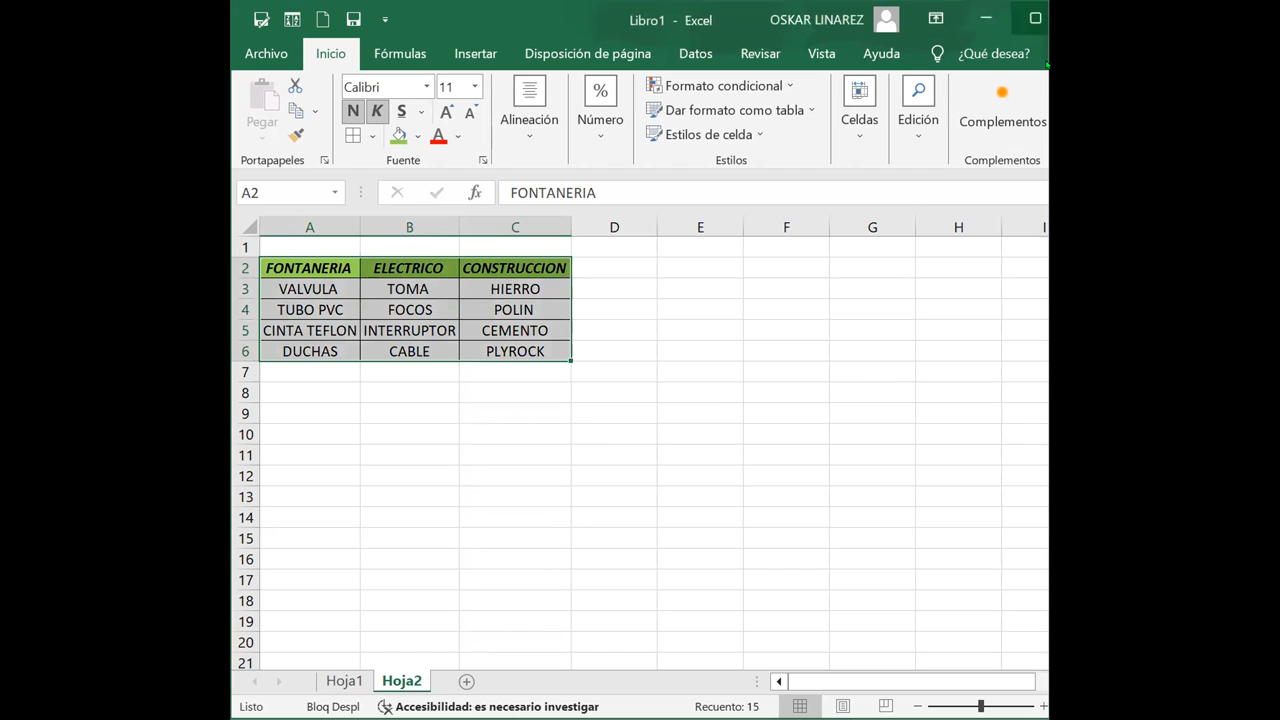 Libro1 - Excel
OSKAR LINAREZ
Archivo Inicio Fórmulas Insertar Disposición de página Datos Revisar Vista Ayuda ¿Qué desea?
Pegar
Portapapeles
Calibri 11
N K S A A
A
Fuente
Alineación
%
Número
Formato condicional
Dar formato como tabla
Estilos de celda
Estilos
Celdas
Edición
Complementos
Complementos
A2 fx FONTANERIA
A B C D E F G H I
1
2 FONTANERIA ELECTRICO CONSTRUCCION
3 VALVULA TOMA HIERRO
4 TUBO PVC FOCOS POLIN
5 CINTA TEFLON INTERRUPTOR CEMENTO
6 DUCHAS CABLE PLYROCK
7
8
9
10
11
12
13
14
15
16
17
18
19
20
21
Hoja1 Hoja2
Listo Bloq Despl Accesibilidad: es necesario investigar Recuento: 15